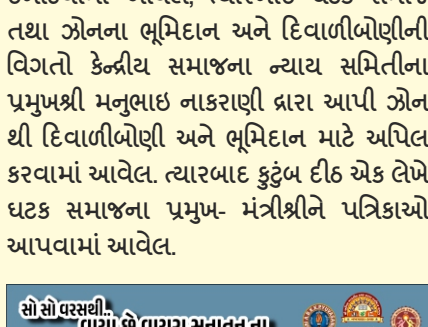 તથા ઝોનના ભૂમિદાન અને દિવાળીબોણીની
વિગતો કેન્દ્રીય સમાજના ન્યાય સમિતીના
પ્રમુખશ્રી મનુભાઇ નાકરાણી દ્રારા આપી ઝોન
થી દિવાળીબોણી અને ભૂમિદાન માટે અપિલ
કરવામાં આવેલ. ત્યારબાદ કુટુંબ દીઠ એક લેખે
ઘટક સમાજના પ્રમુખ- મંત્રીશ્રીને પત્રિકાઓ
આપવામાં આવેલ.
સો સો વરસથી..